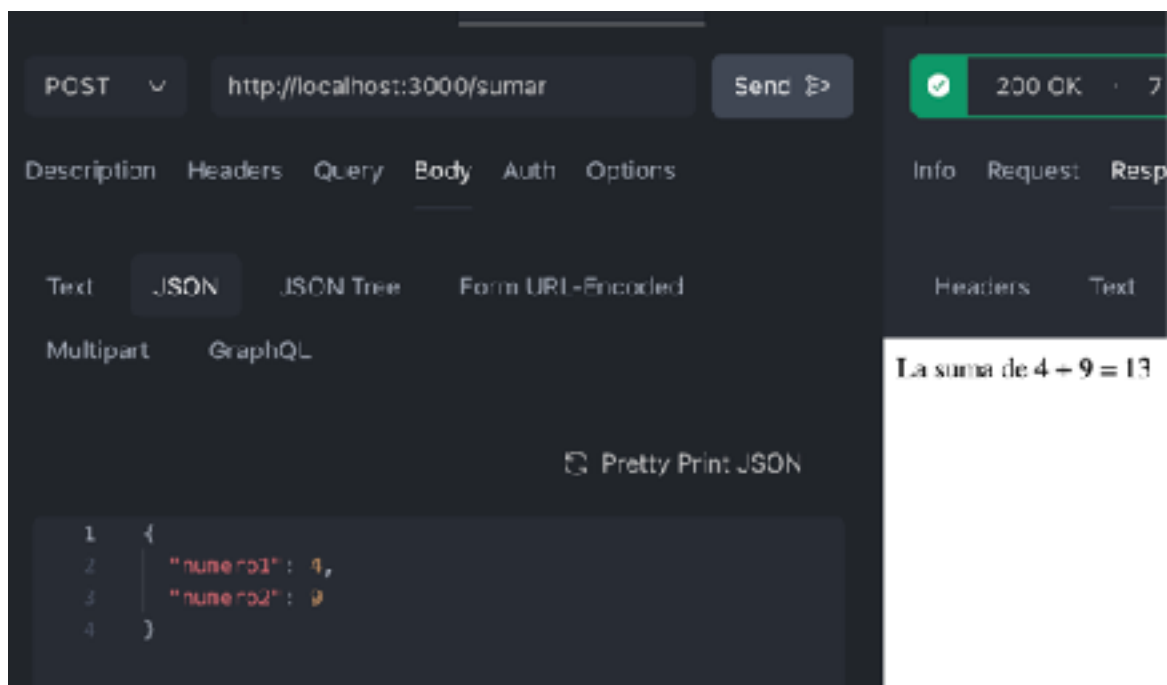 POST http://localhost:3000/sumar Send
200 OK · 7
Description Headers Query Body Auth Options
Info Request Resp
Text JSON JSON Tree Form URL-Encoded
Headers Text
Multipart GraphQL
La suma de 4 + 9 = 13
Pretty Print JSON
1 {
2 "numero1": 4,
3 "numero2": 9
4 }